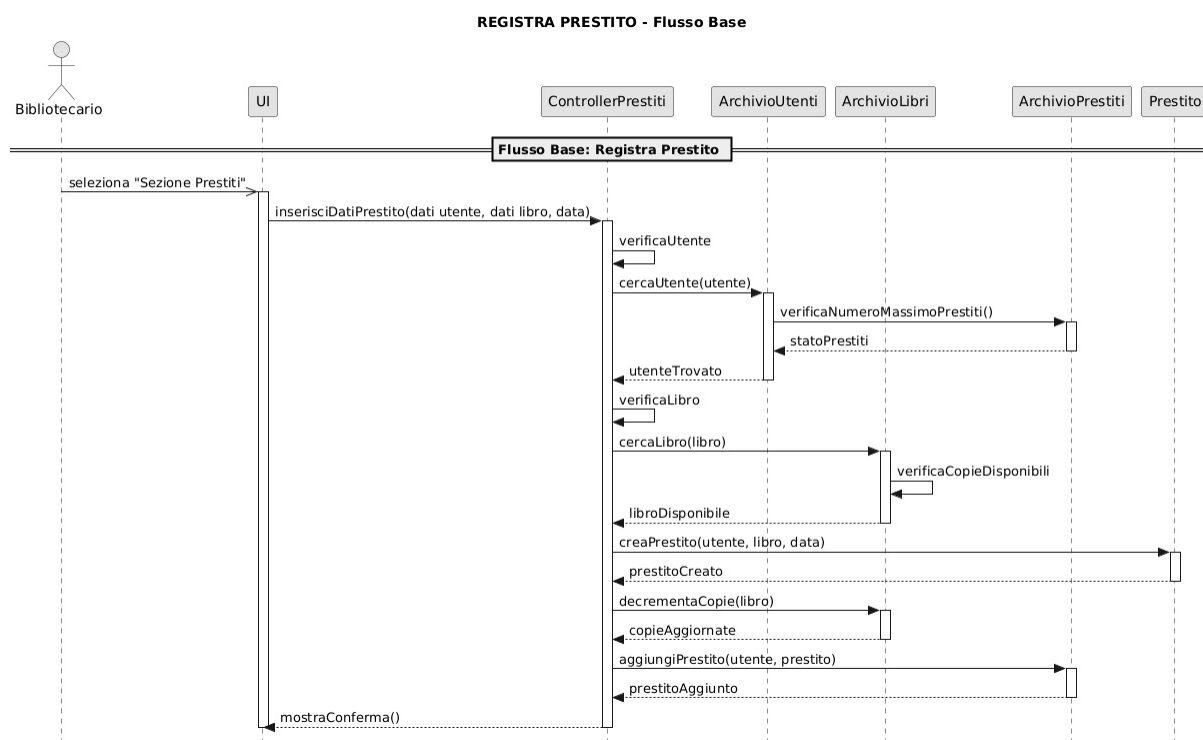 REGISTRA PRESTITO - Flusso Base
Bibliotecario
UI
ControllerPrestiti
ArchivioUtenti
ArchivioLibri
ArchivioPrestiti
Prestito
Flusso Base: Registra Prestito
seleziona "Sezione Prestiti"
inserisciDatiPrestito(dati utente, dati libro, data)
verificaUtente
cercaUtente(utente)
verificaNumeroMassimoPrestiti()
statoPrestiti
utenteTrovato
verificaLibro
cercaLibro(libro)
verificaCopieDisponibili
libroDisponibile
creaPrestito(utente, libro, data)
prestitoCreato
decrementaCopie(libro)
copieAggiornate
aggiungiPrestito(utente, prestito)
prestitoAggiunto
mostraConferma()